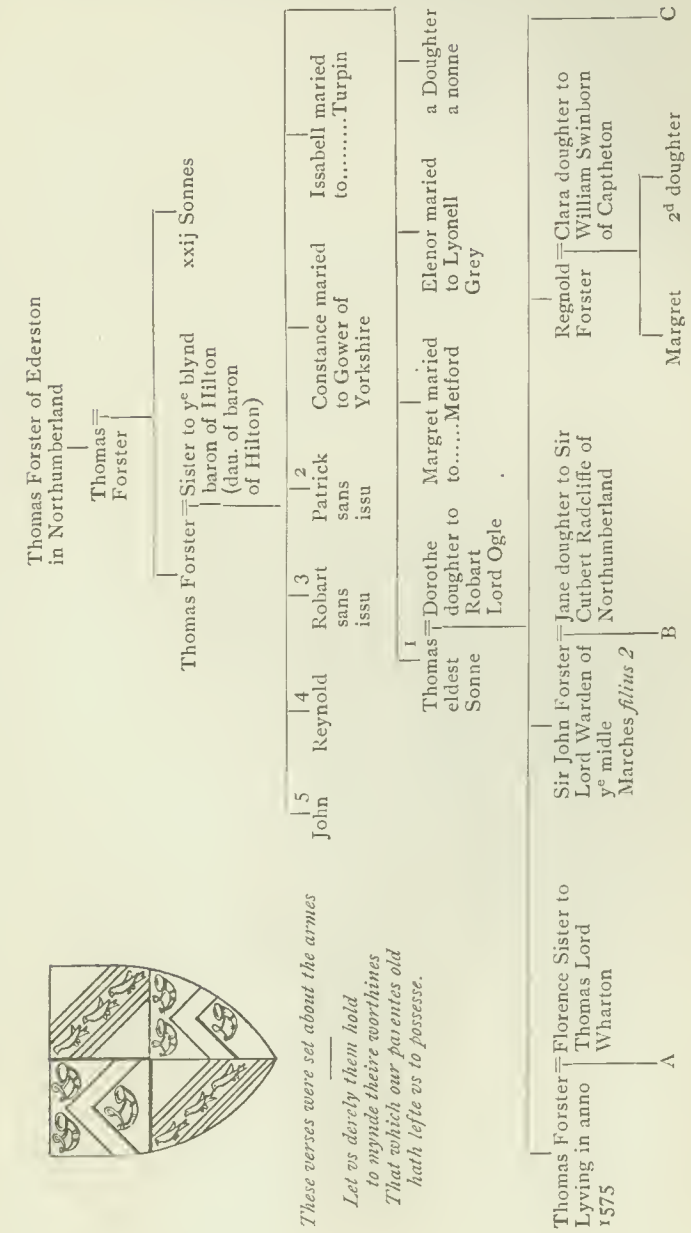 Thomas Forster of Ederston
in Northumberland
Thomas=
Forster
Thomas Forster=Sister to yᵉ blynd
baron of Hilton
(dau. of baron
of Hilton)
xxij Sonnes
5
John
4
Reynold
3
Robart
sans
issu
2
Patrick
sans
issu
Constance maried
to Gower of
Yorkshire
Issabell maried
to.........Turpin
These verses were set about the armes
Let vs derely them hold
to mynde theire worthines
That which our parentes old
hath lefte vs to possesse.
1
Thomas=Dorothe
eldest doughter to
Sonne Robart
Lord Ogle
Margret maried
to......Metford
Elenor maried
to Lyonell
Grey
a Doughter
a nonne
Thomas Forster=Florence Sister to
Lyving in anno Thomas Lord
1575 Wharton
A
Sir John Forster=Jane doughter to Sir
Lord Warden of Cutbert Radcliffe of
yᵉ midle Northumberland
Marches filius 2
B
Regnold=Clara doughter to
Forster William Swinborn
of Captheton
Margret 2ᵈ doughter
C